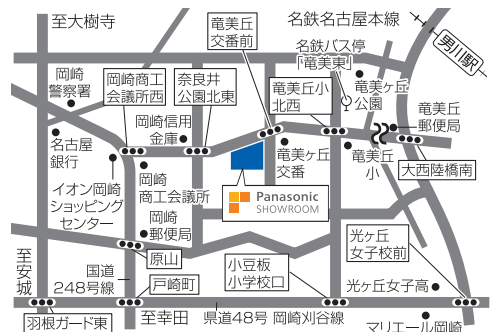 至大樹寺
名鉄名古屋本線
竜美丘
交番前
名鉄バス停
「竜美東」
男川駅
岡崎
警察署
岡崎商工
会議所西
奈良井
公園北東
竜美丘小
北西
竜美ヶ丘
公園
岡崎信用
金庫
竜美丘
郵便局
名古屋
銀行
竜美ヶ丘
交番
竜美丘
小
大西陸橋南
イオン岡崎
ショッピング
センター
岡崎
商工会議所
Panasonic
SHOWROOM
岡崎
郵便局
光ヶ丘
女子校前
至安城
原山
国道
248号線
戸崎町
小豆板
小学校口
光ヶ丘女子高
羽根ガード東
至幸田
県道48号 岡崎刈谷線
マリエール岡崎